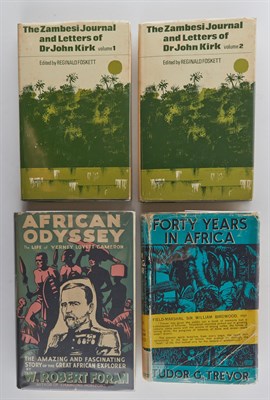 The Zambesi Journal
and Letters of
Dr John Kirk volume 1
Edited by REGINALD FOSKETT
The Zambesi Journal
and Letters of
Dr John Kirk volume 2
Edited by REGINALD FOSKETT
AFRICAN
ODYSSEY
The LIFE of VERNEY LOVETT CAMERON
THE AMAZING AND FASCINATING
STORY OF THE GREAT AFRICAN EXPLORER
W. ROBERT FORAN
FORTY YEARS
IN AFRICA
FIELD-MARSHAL SIR WILLIAM BIRDWOOD
TUDOR G. TREVOR